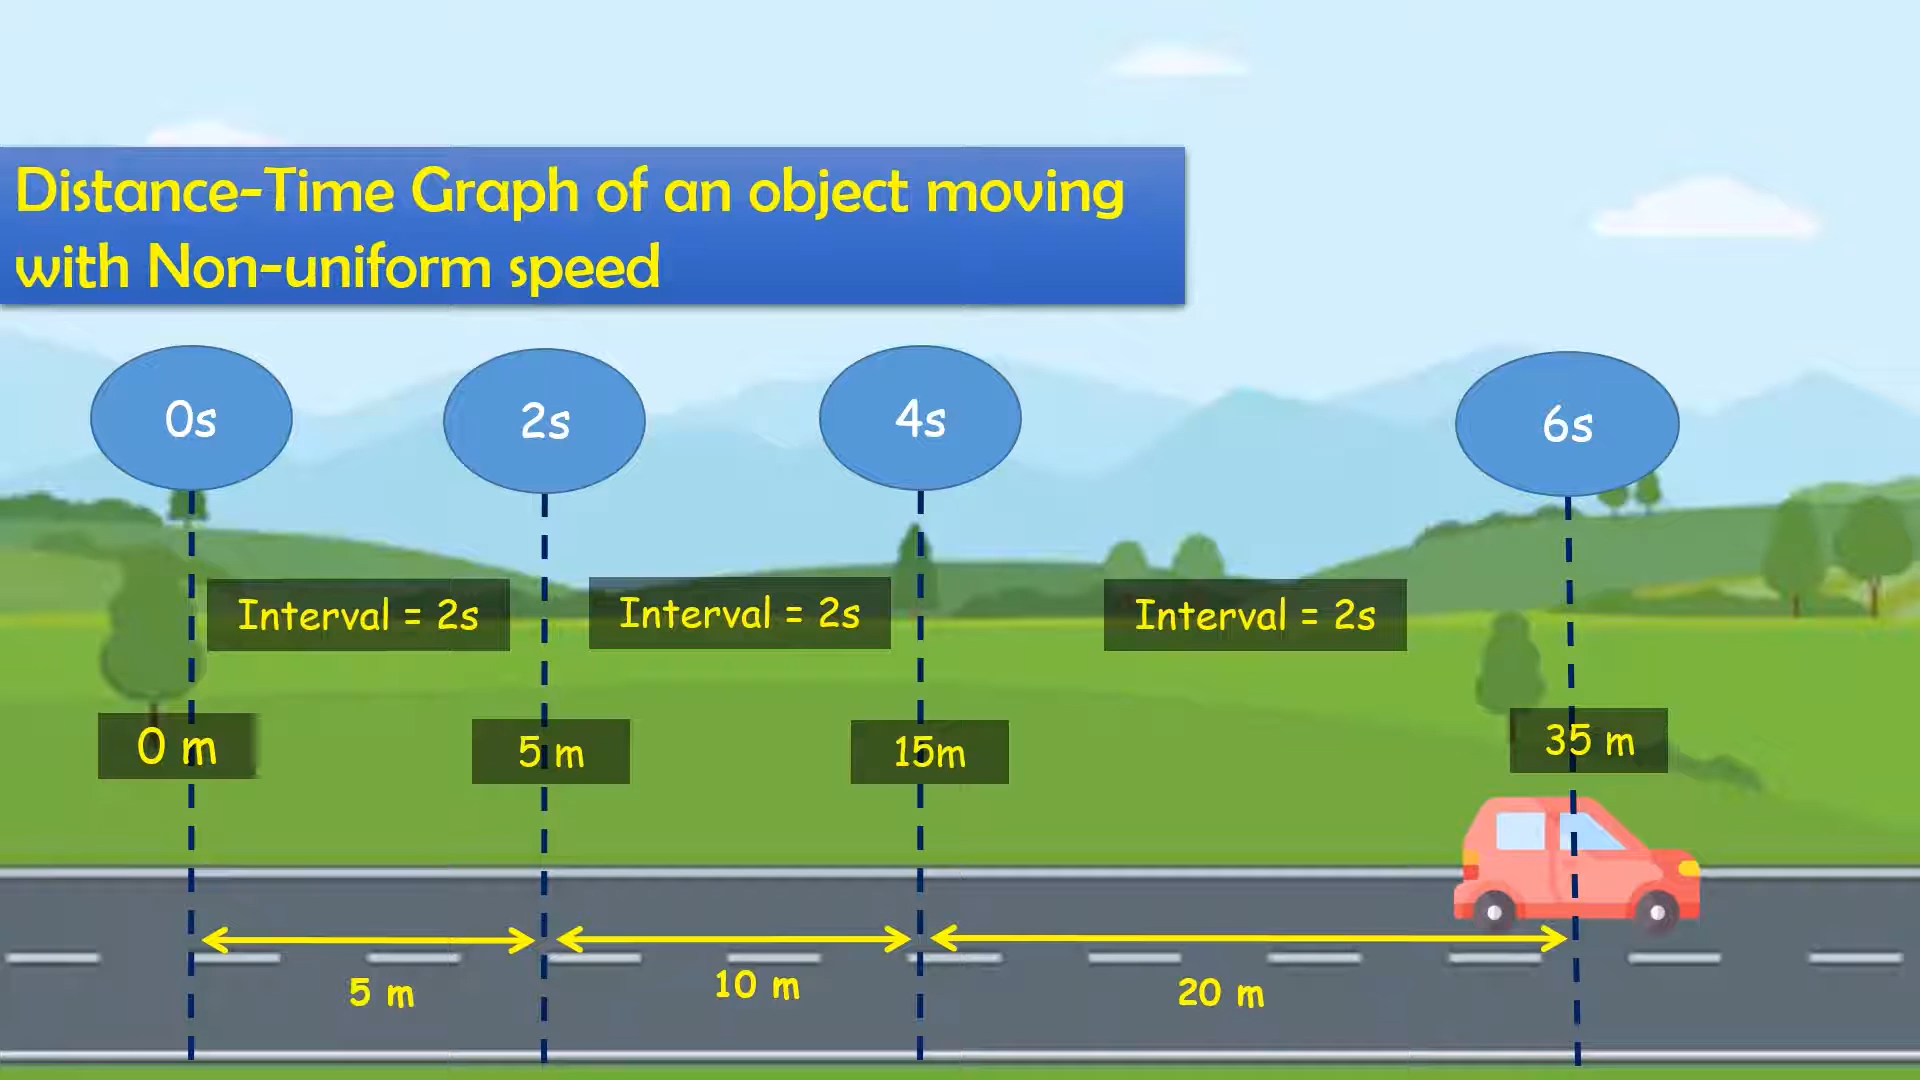 Distance-Time Graph of an object moving
with Non-uniform speed
0s
2s
4s
6s
Interval = 2s
Interval = 2s
Interval = 2s
0 m
5 m
15m
35 m
5 m
10 m
20 m